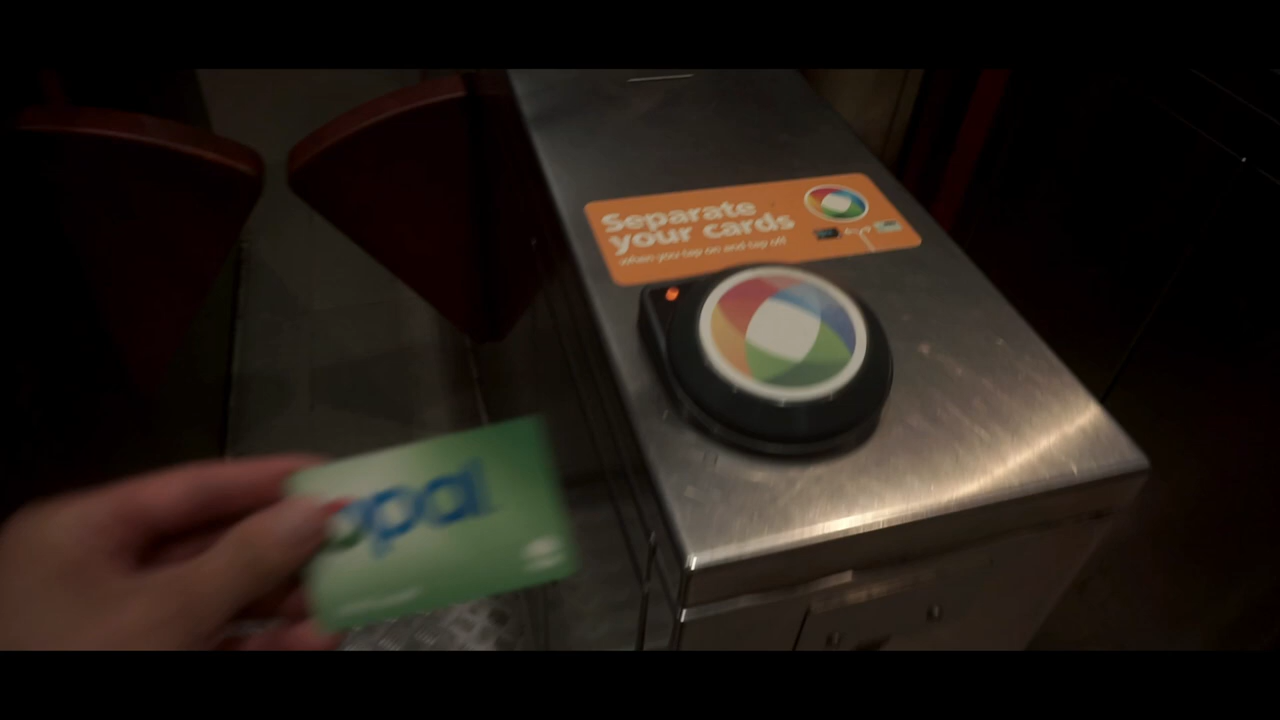 Separate
your cards
when you tap on and tap off
opal